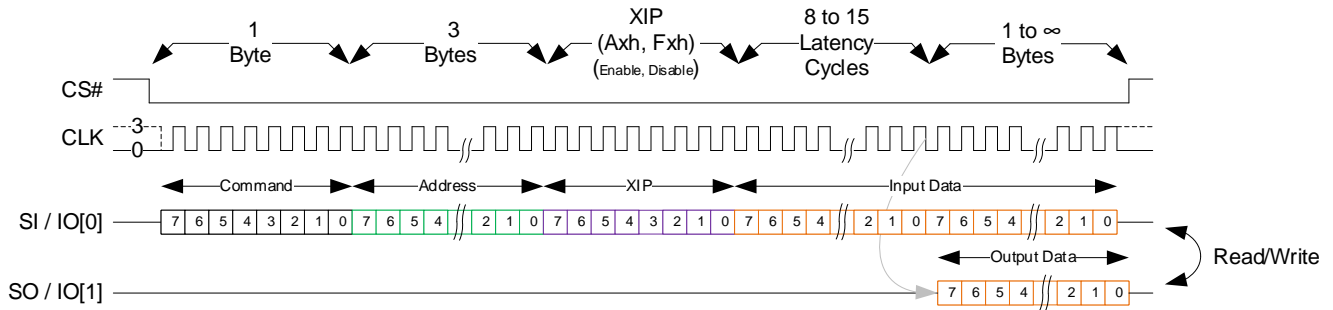 1 Byte
3 Bytes
XIP (Axh, Fxh) (Enable, Disable)
8 to 15 Latency Cycles
1 to ∞ Bytes
CS#
CLK
3
0
Command Address XIP Input Data
SI / IO[0] 7 6 5 4 3 2 1 0 7 6 5 4 2 1 0 7 6 5 4 3 2 1 0 7 6 5 4 2 1 0 7 6 5 4 2 1 0
Output Data
Read/Write
SO / IO[1] 7 6 5 4 2 1 0